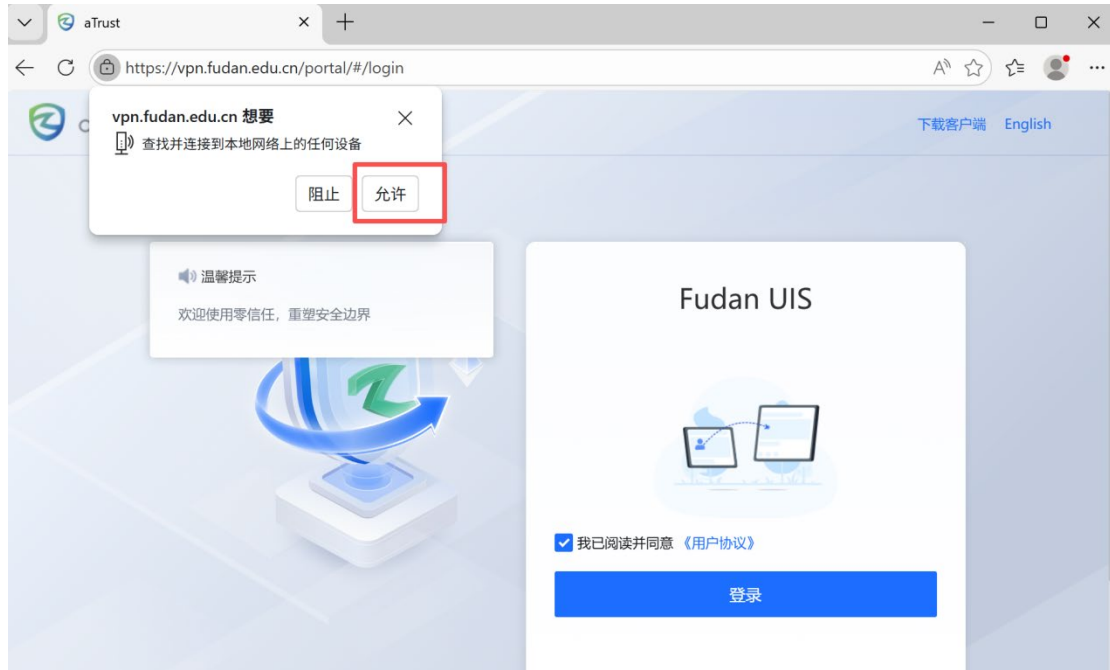 aTrust
https://vpn.fudan.edu.cn/portal/#/login
vpn.fudan.edu.cn 想要
查找并连接到本地网络上的任何设备
阻止 允许
下载客户端 English
温馨提示
欢迎使用零信任，重塑安全边界
Fudan UIS
我已阅读并同意 《用户协议》
登录